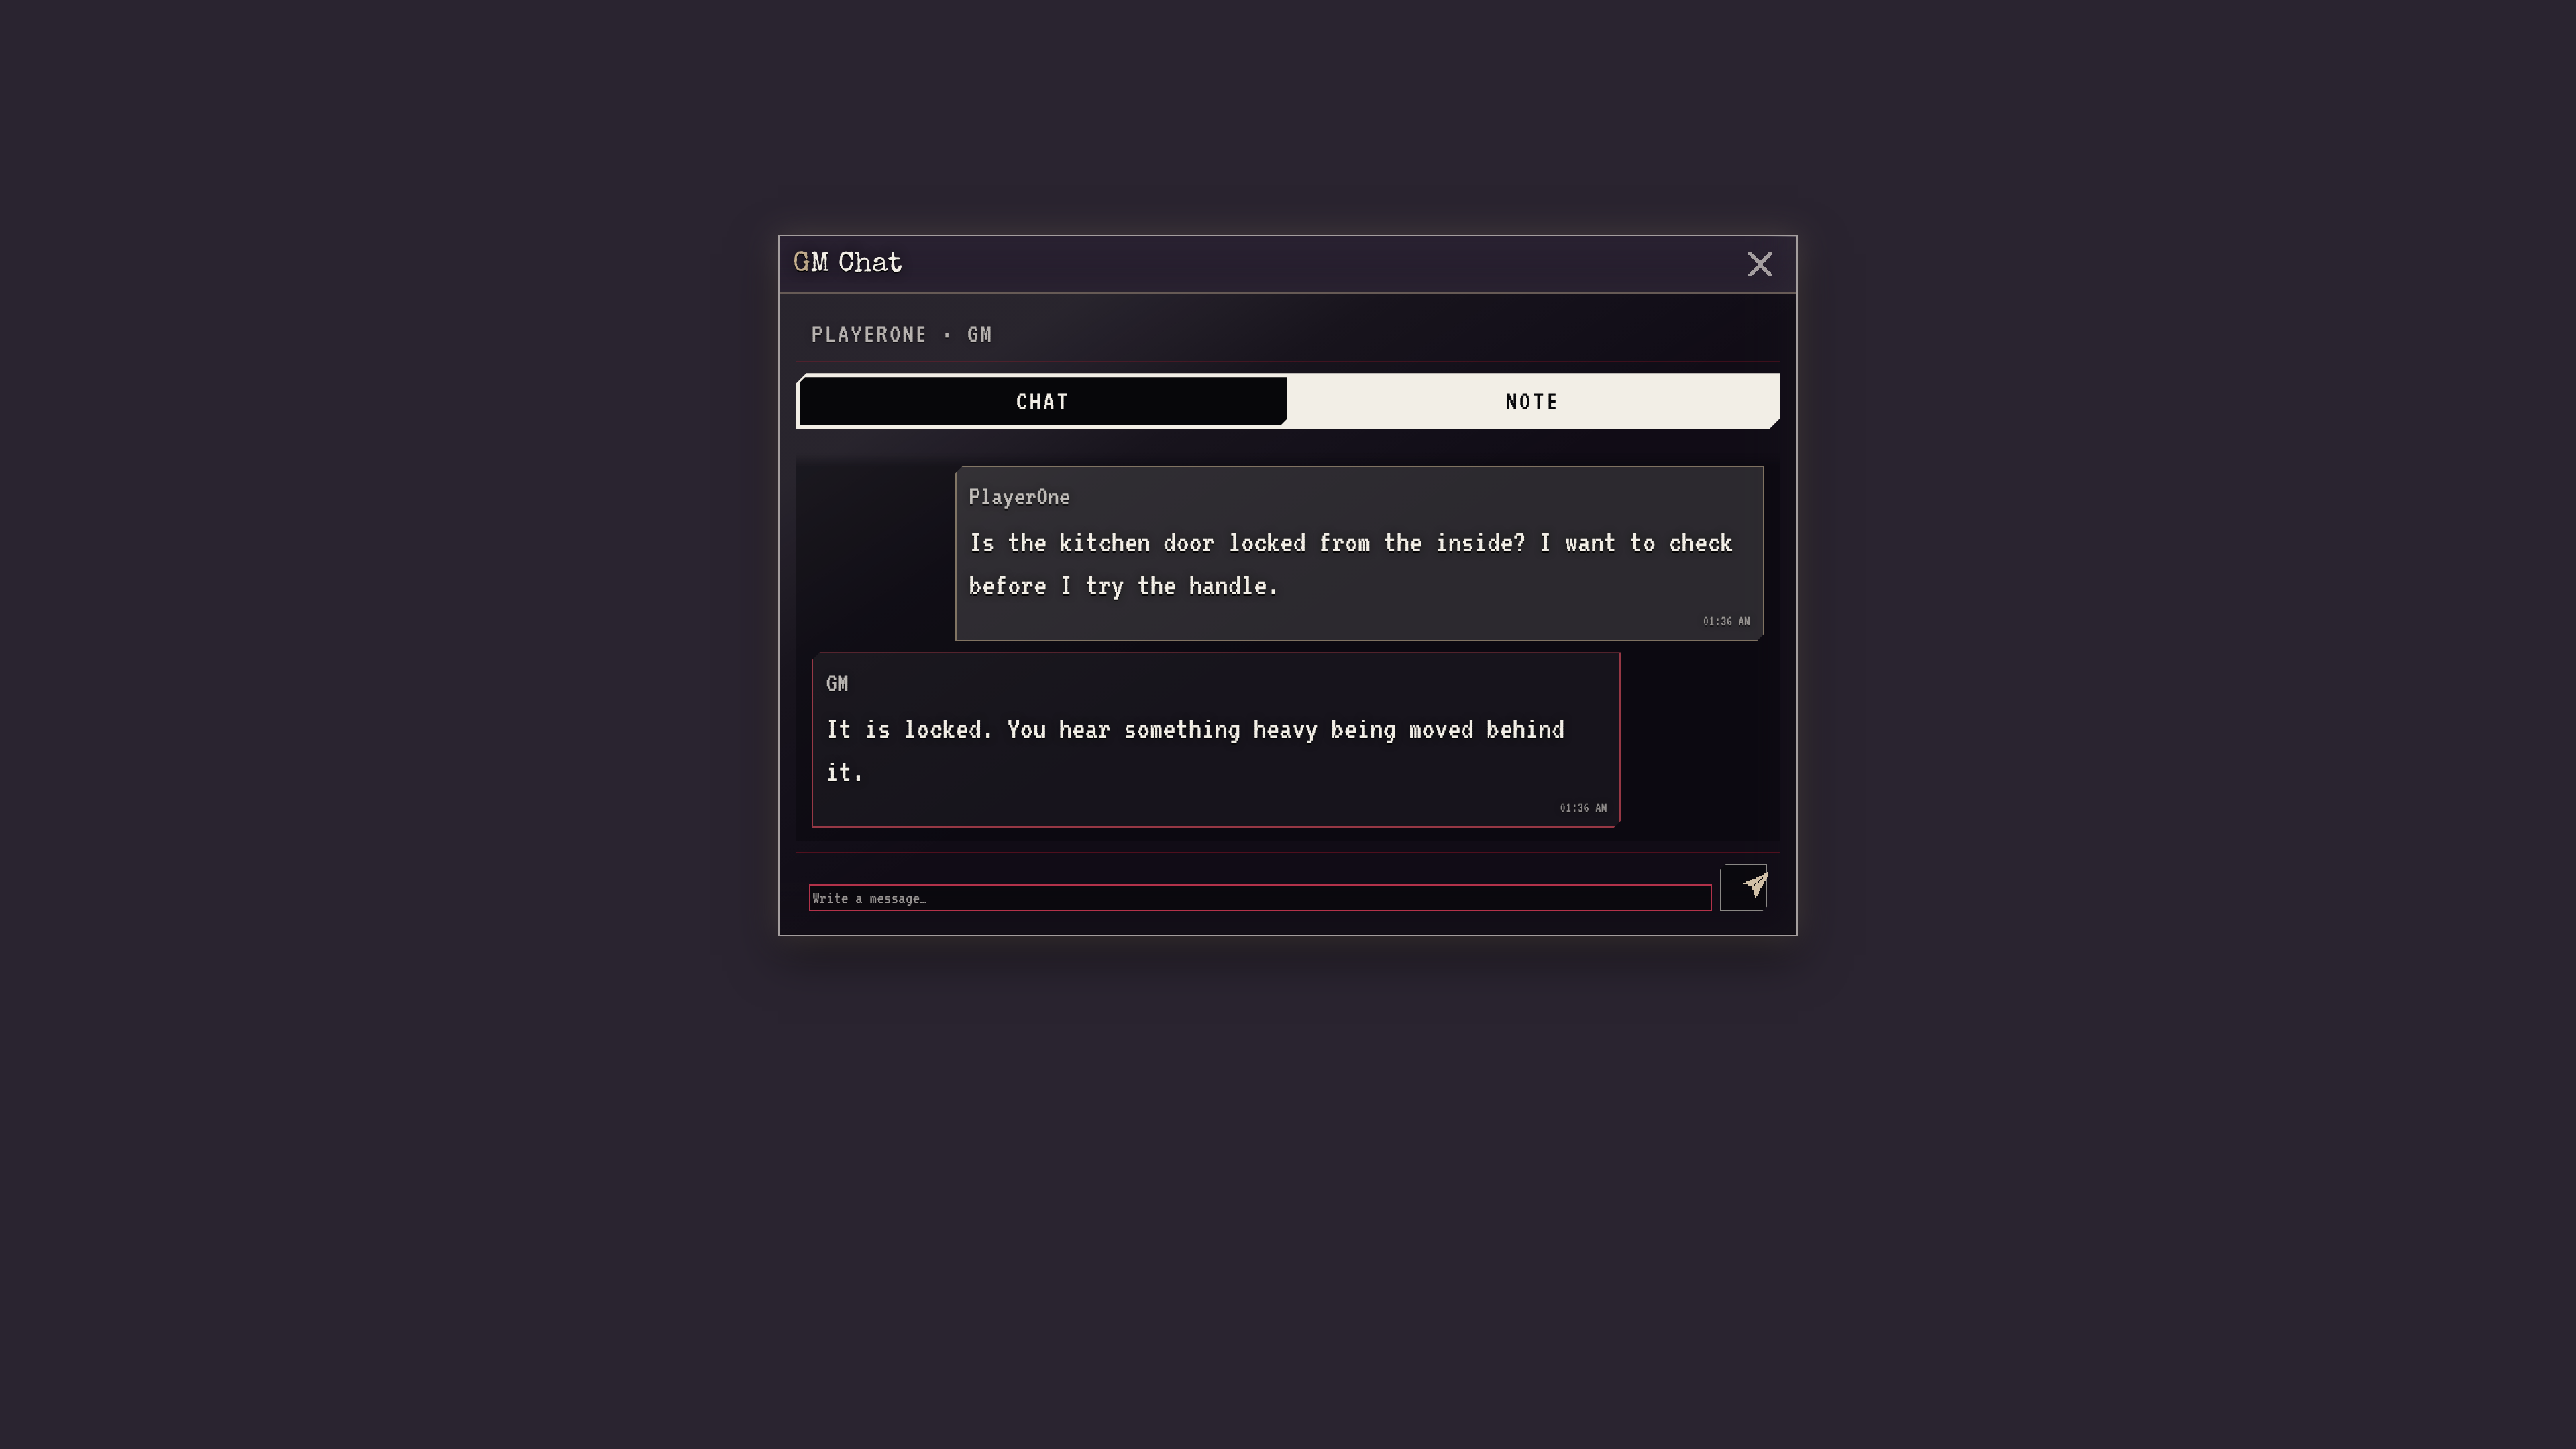 GM Chat
PLAYERONE · GM
CHAT
NOTE
PlayerOne
Is the kitchen door locked from the inside? I want to check
before I try the handle.
01:36 AM
GM
It is locked. You hear something heavy being moved behind
it.
01:36 AM
Write a message…